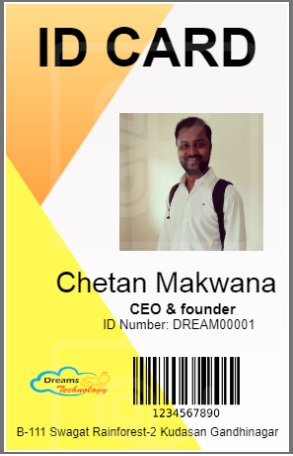 ID CARD
Chetan Makwana
CEO & founder
ID Number: DREAM00001
Dreams
Technology
1234567890
B-111 Swagat Rainforest-2 Kudasan Gandhinagar